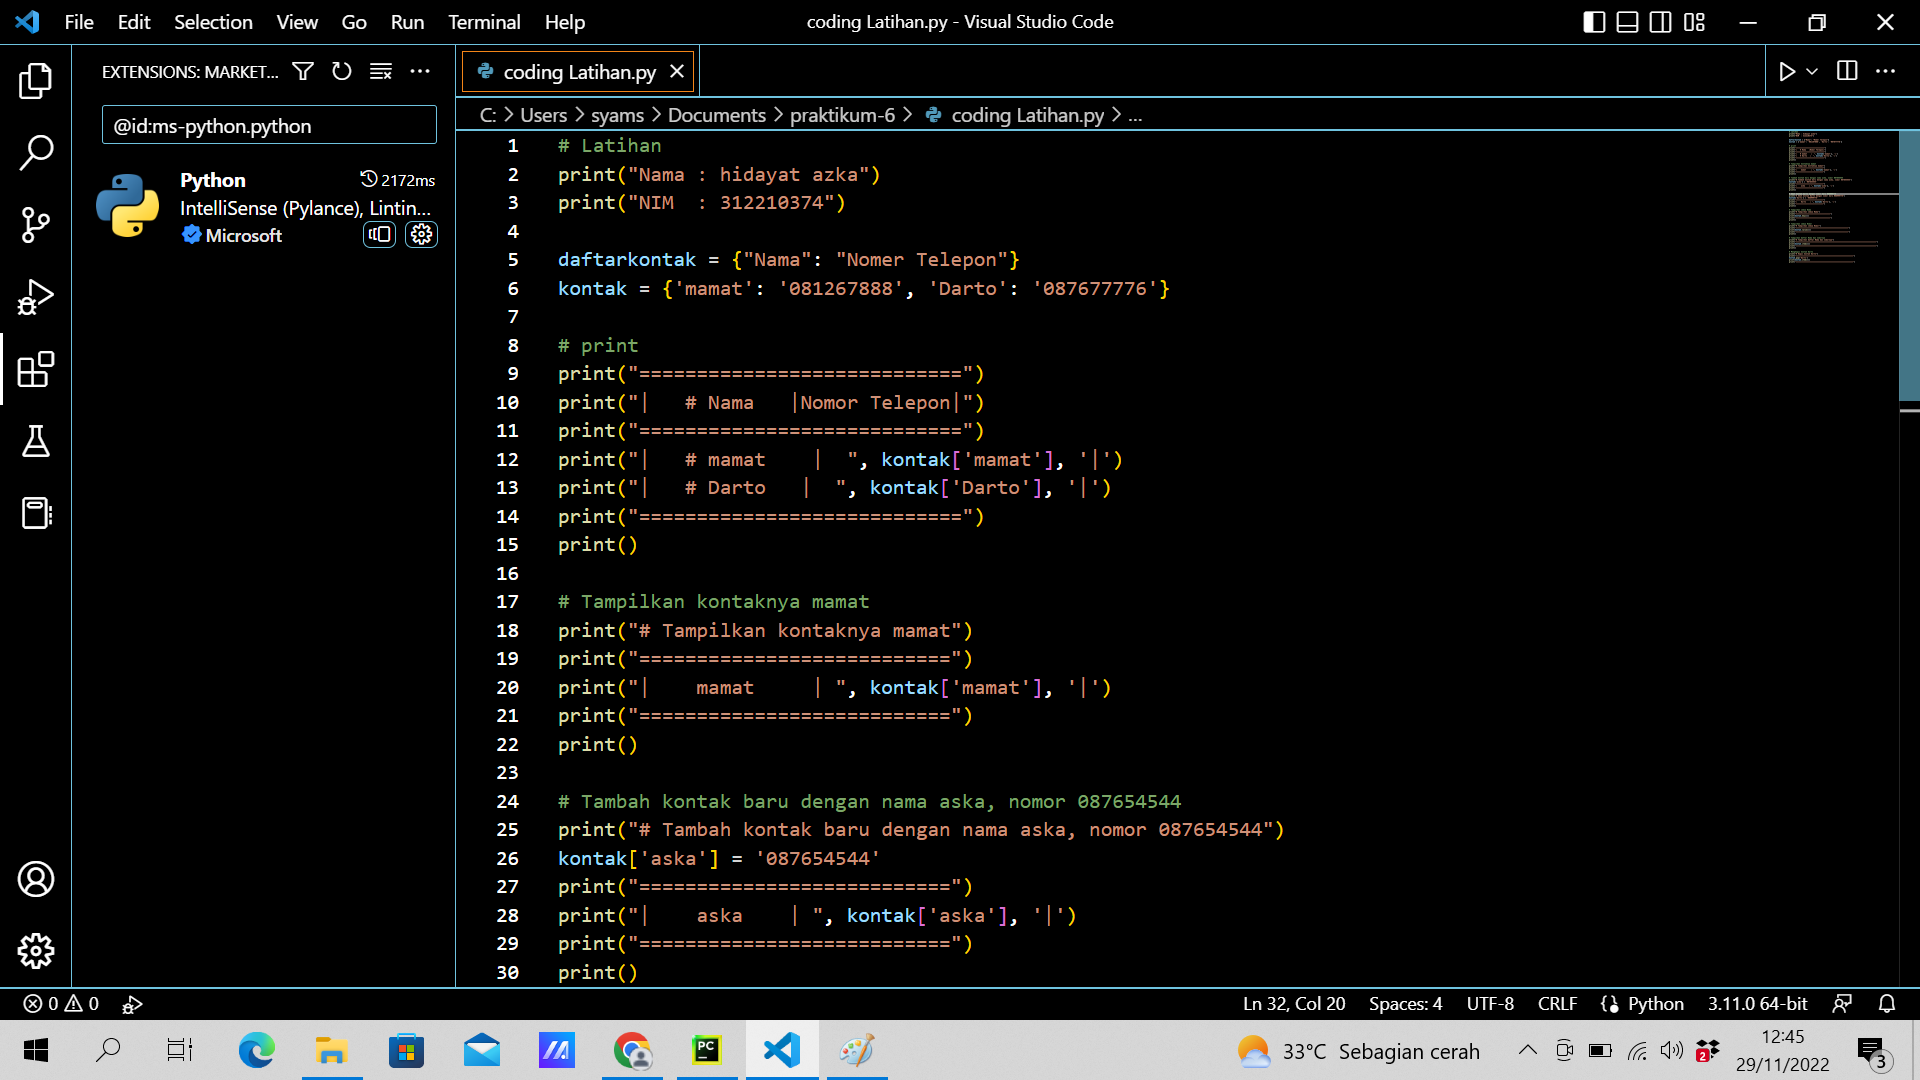 File Edit Selection View Go Run Terminal Help
coding Latihan.py - Visual Studio Code
EXTENSIONS: MARKET...
@id:ms-python.python
Python 2172ms
IntelliSense (Pylance), Lintin...
Microsoft
coding Latihan.py
C: > Users > syams > Documents > praktikum-6 > coding Latihan.py > ...
1 # Latihan
2 print("Nama : hidayat azka")
3 print("NIM  : 312210374")
4
5 daftarkontak = {"Nama": "Nomer Telepon"}
6 kontak = {'mamat': '081267888', 'Darto': '087677776'}
7
8 # print
9 print("============================")
10 print("|   # Nama   |Nomor Telepon|")
11 print("============================")
12 print("|   # mamat    |  ", kontak['mamat'], '|')
13 print("|   # Darto   |  ", kontak['Darto'], '|')
14 print("============================")
15 print()
16
17 # Tampilkan kontaknya mamat
18 print("# Tampilkan kontaknya mamat")
19 print("===========================")
20 print("|    mamat     | ", kontak['mamat'], '|')
21 print("===========================")
22 print()
23
24 # Tambah kontak baru dengan nama aska, nomor 087654544
25 print("# Tambah kontak baru dengan nama aska, nomor 087654544")
26 kontak['aska'] = '087654544'
27 print("===========================")
28 print("|    aska    | ", kontak['aska'], '|')
29 print("===========================")
30 print()
0 0
Ln 32, Col 20 Spaces: 4 UTF-8 CRLF Python 3.11.0 64-bit
PC
33°C Sebagian cerah
2
12:45
29/11/2022
3